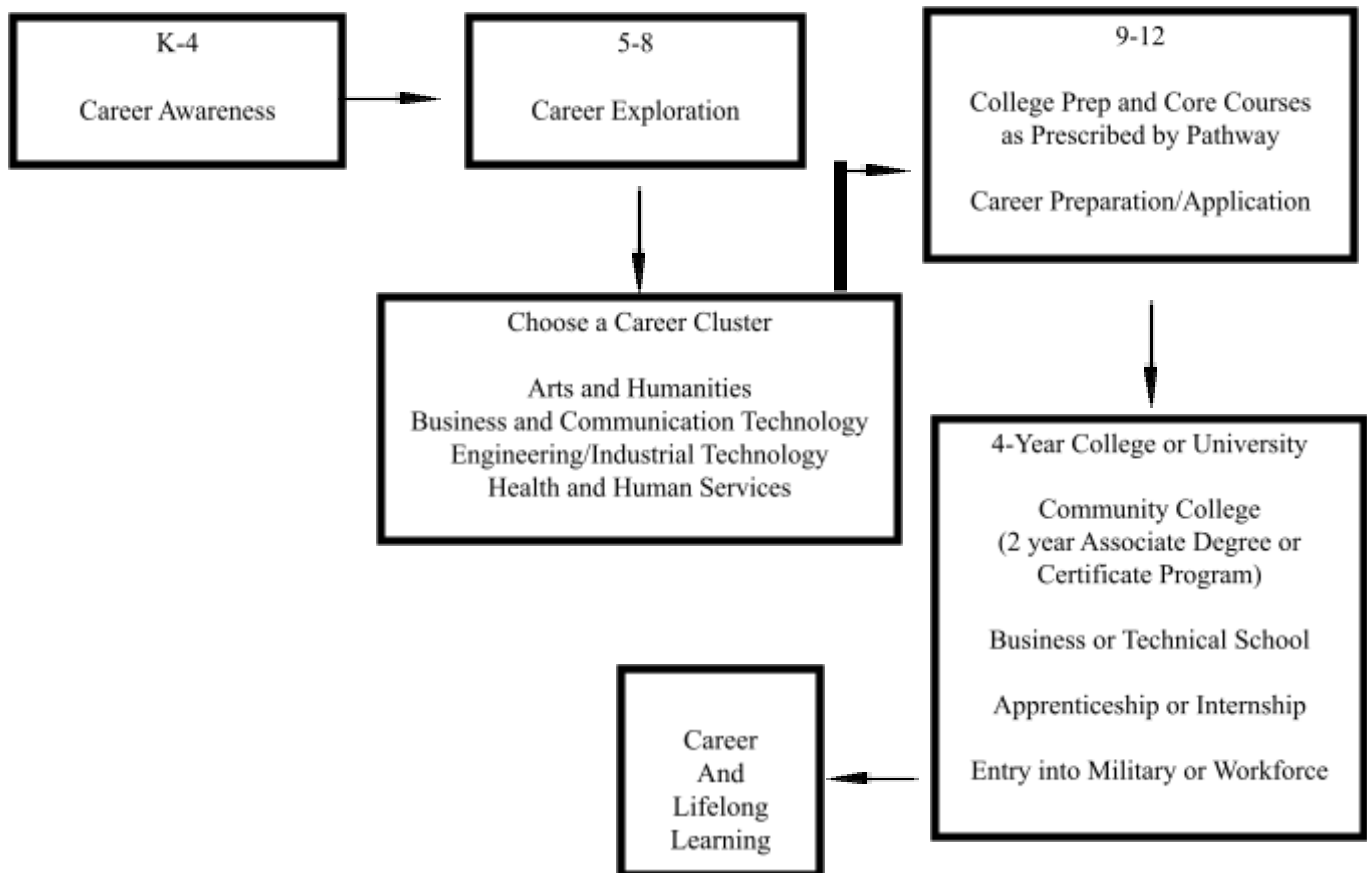 K-4
Career Awareness
5-8
Career Exploration
9-12
College Prep and Core Courses
as Prescribed by Pathway
Career Preparation/Application
Choose a Career Cluster
Arts and Humanities
Business and Communication Technology
Engineering/Industrial Technology
Health and Human Services
4-Year College or University
Community College
(2 year Associate Degree or
Certificate Program)
Business or Technical School
Apprenticeship or Internship
Entry into Military or Workforce
Career
And
Lifelong
Learning